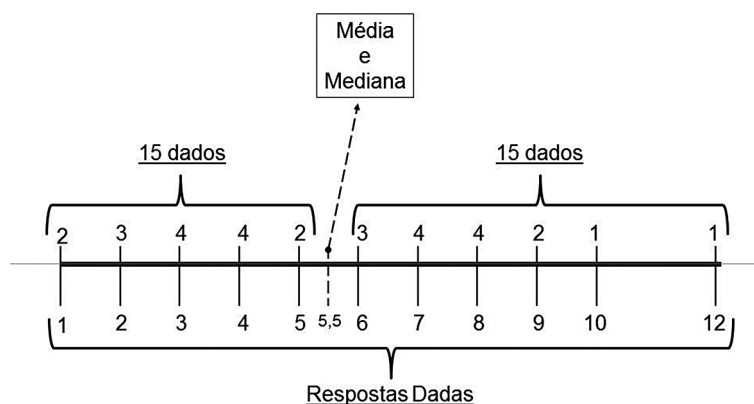 Média
e
Mediana
15 dados 15 dados
2 3 4 4 2 3 4 4 2 1 1
1 2 3 4 5 5,5 6 7 8 9 10 12
Respostas Dadas